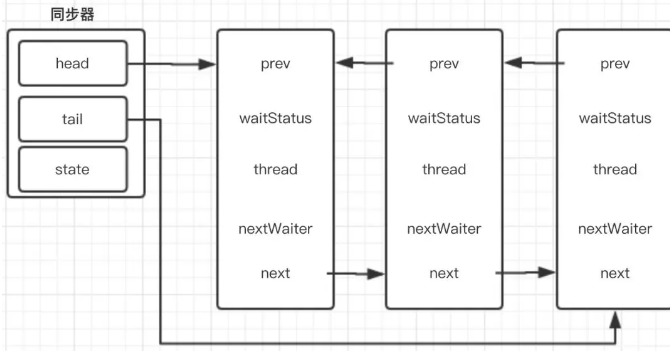 同步器
head
tail
state
prev
waitStatus
thread
nextWaiter
next
prev
waitStatus
thread
nextWaiter
next
prev
waitStatus
thread
nextWaiter
next